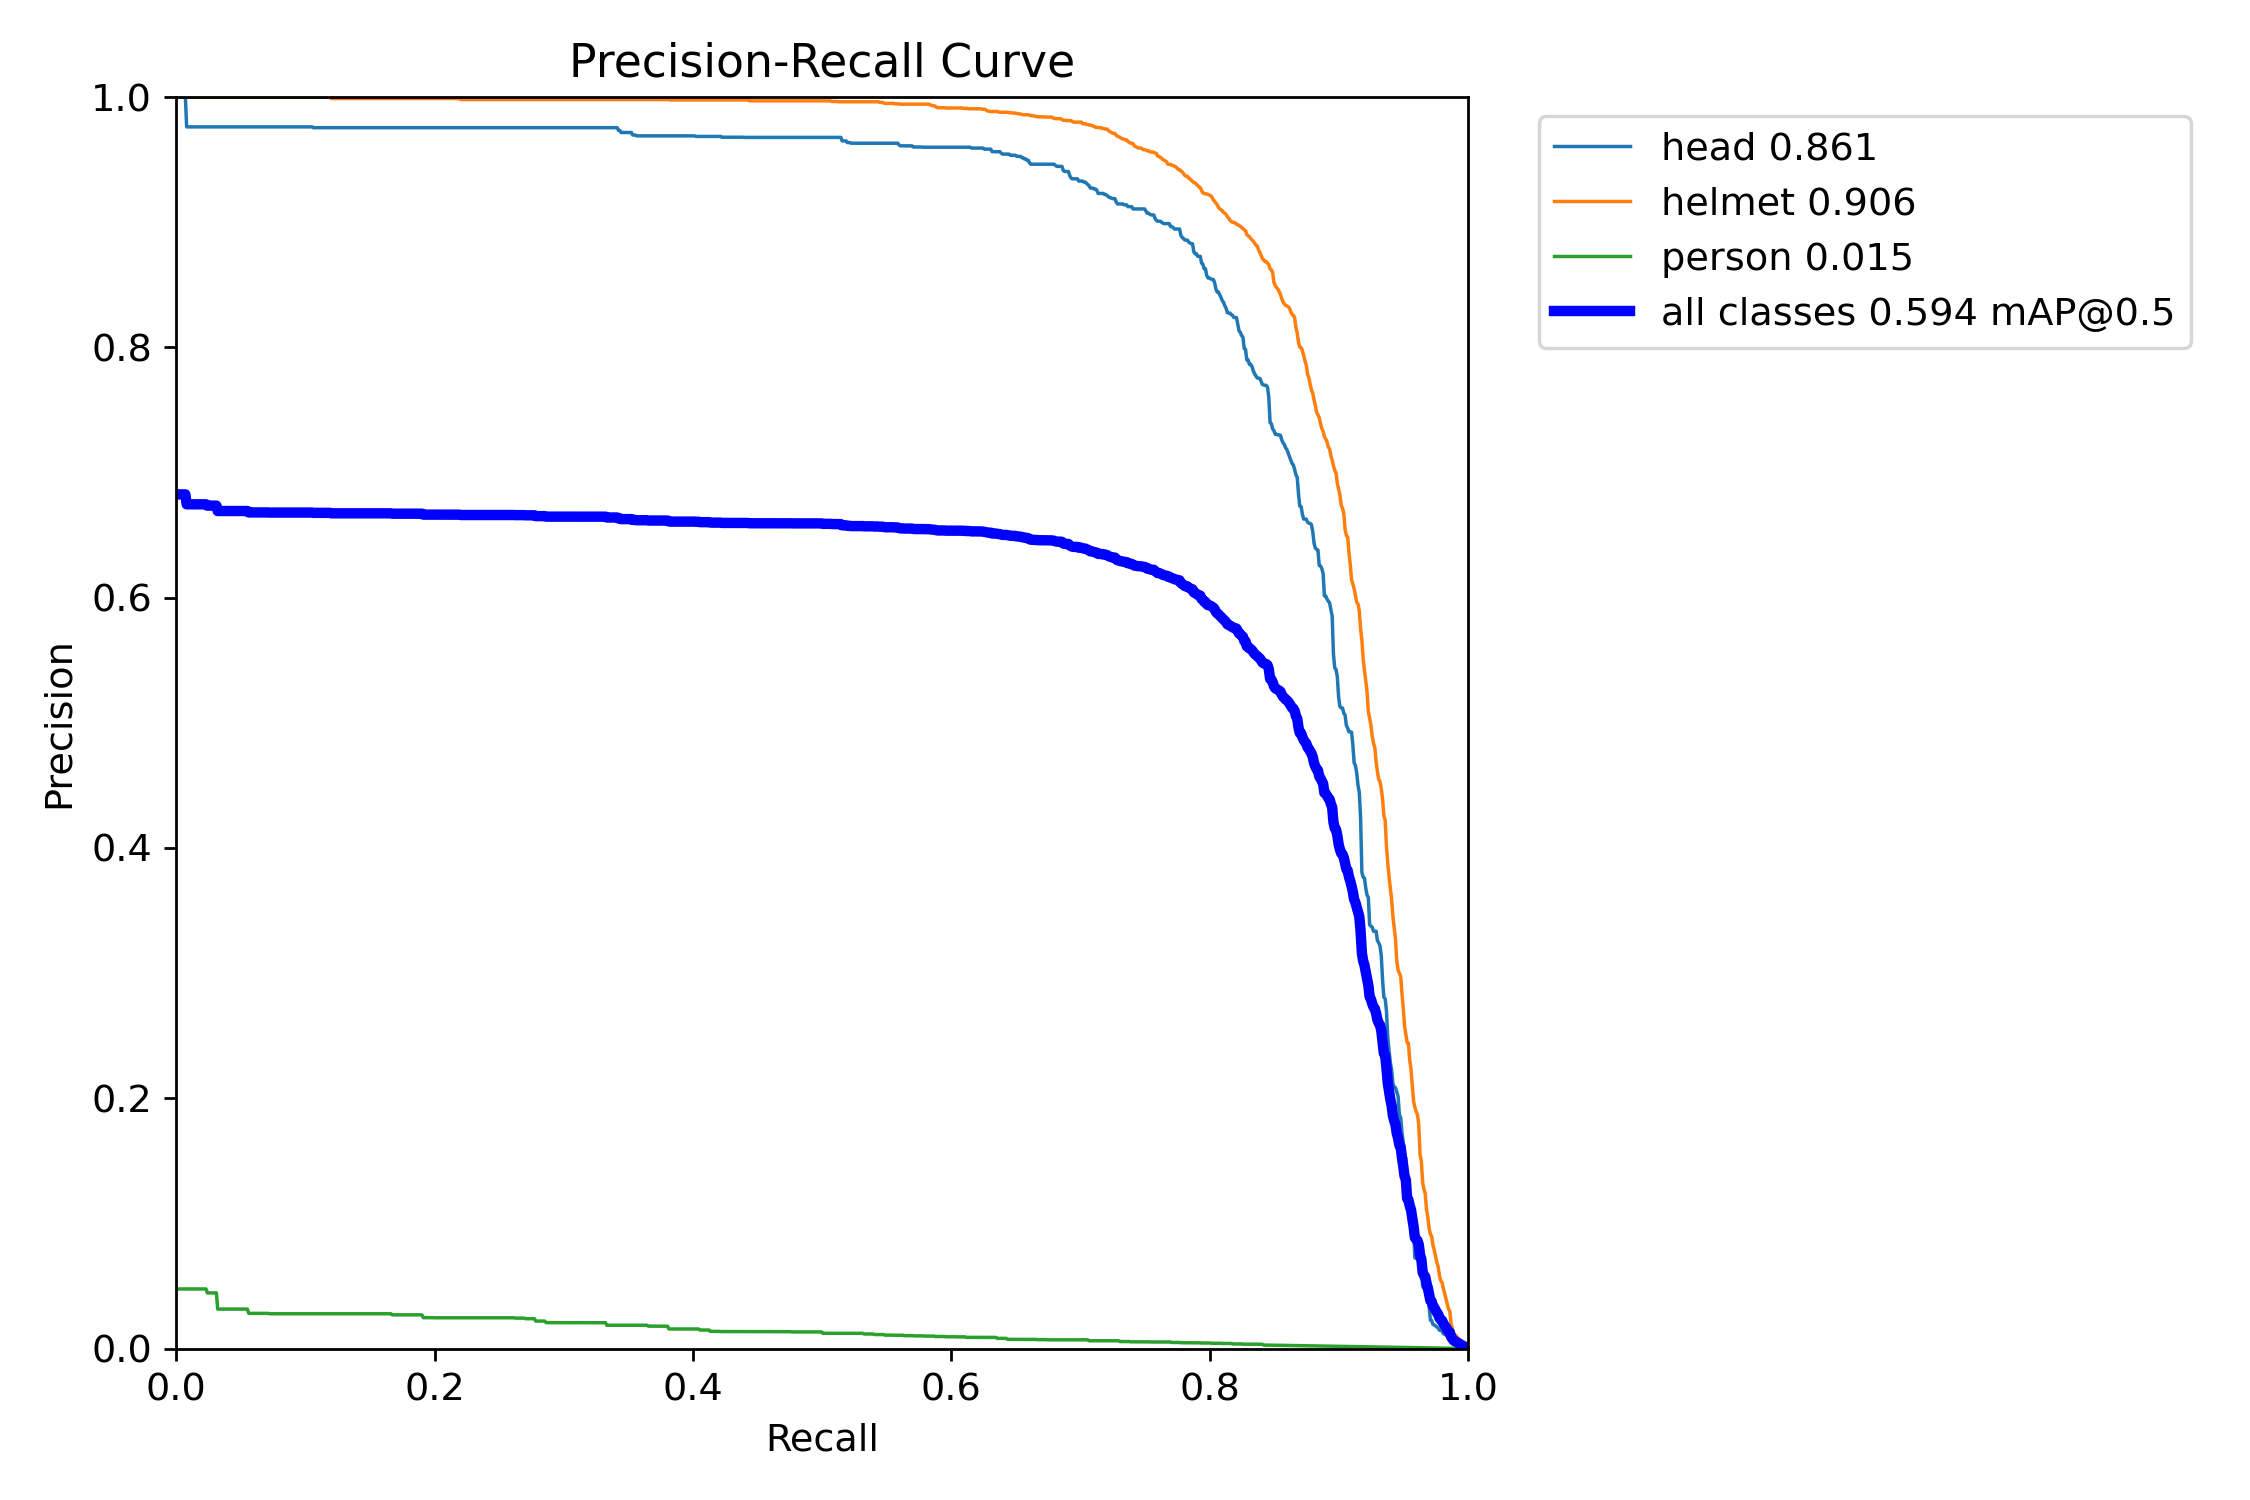 Precision-Recall Curve
1.0
0.8
0.6
0.4
0.2
0.0
Precision
0.0 0.2 0.4 0.6 0.8 1.0
Recall
head 0.861
helmet 0.906
person 0.015
all classes 0.594 mAP@0.5